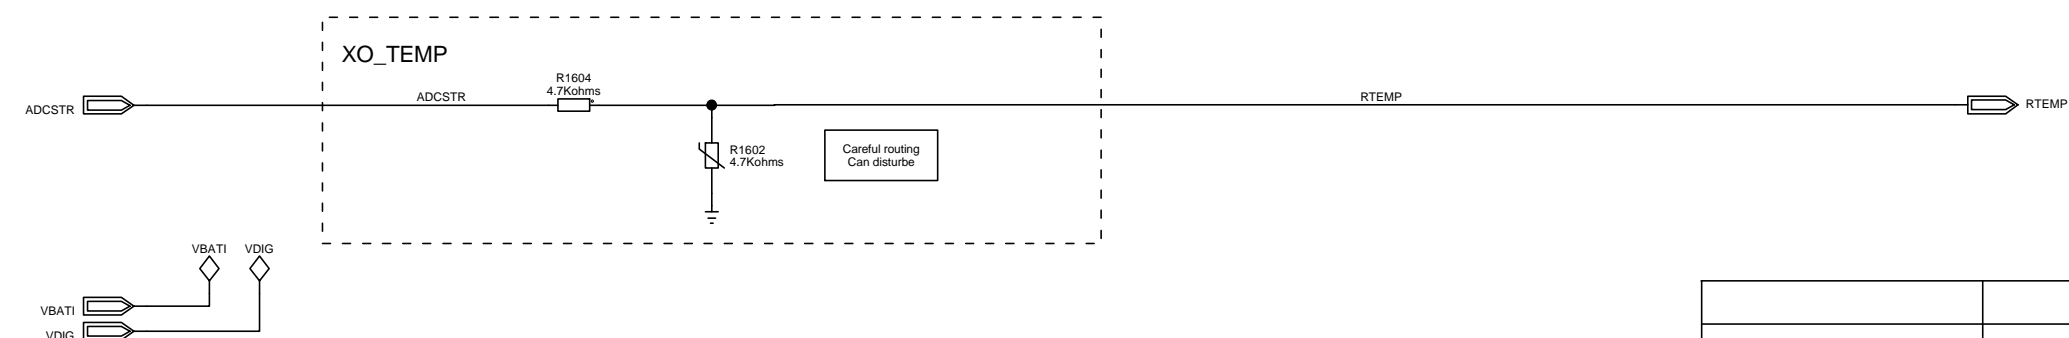 XO_TEMP
R1604
4.7Kohms
ADCSTR
ADCSTR
RTEMP
RTEMP
R1602
4.7Kohms
Careful routing
Can disturbe
VBATI
VDIG
VBATI
VDIG